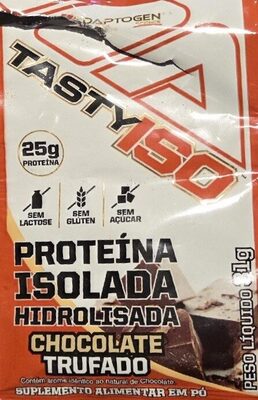 ADAPTOGEN
TASTY ISO
25g
PROTEÍNA
SEM
LACTOSE
SEM
GLÚTEN
SEM
AÇÚCAR
PROTEÍNA
ISOLADA
HIDROLISADA
CHOCOLATE
TRUFADO
Contém aroma idêntico ao natural de Chocolate.
SUPLEMENTO ALIMENTAR EM PÓ
PESO LÍQUIDO